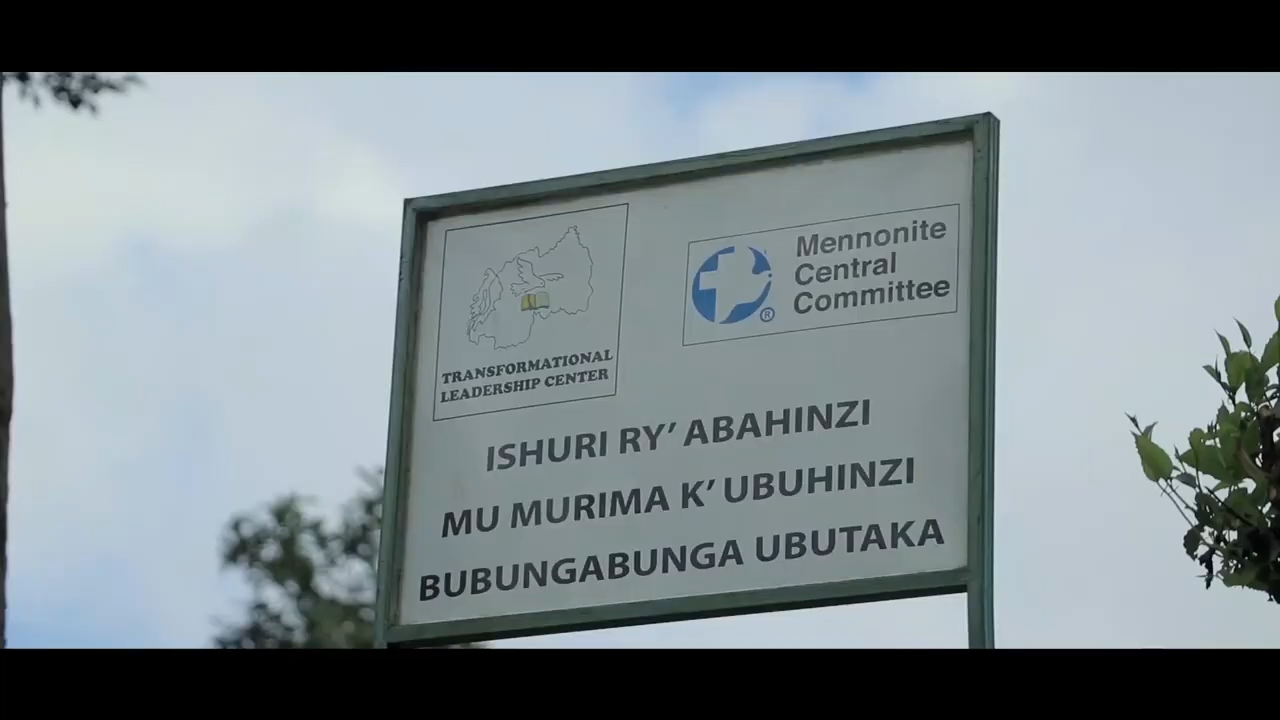 TRANSFORMATIONAL
LEADERSHIP CENTER
Mennonite
Central
Committee
®
ISHURI RY' ABAHINZI
MU MURIMA K' UBUHINZI
BUBUNGABUNGA UBUTAKA